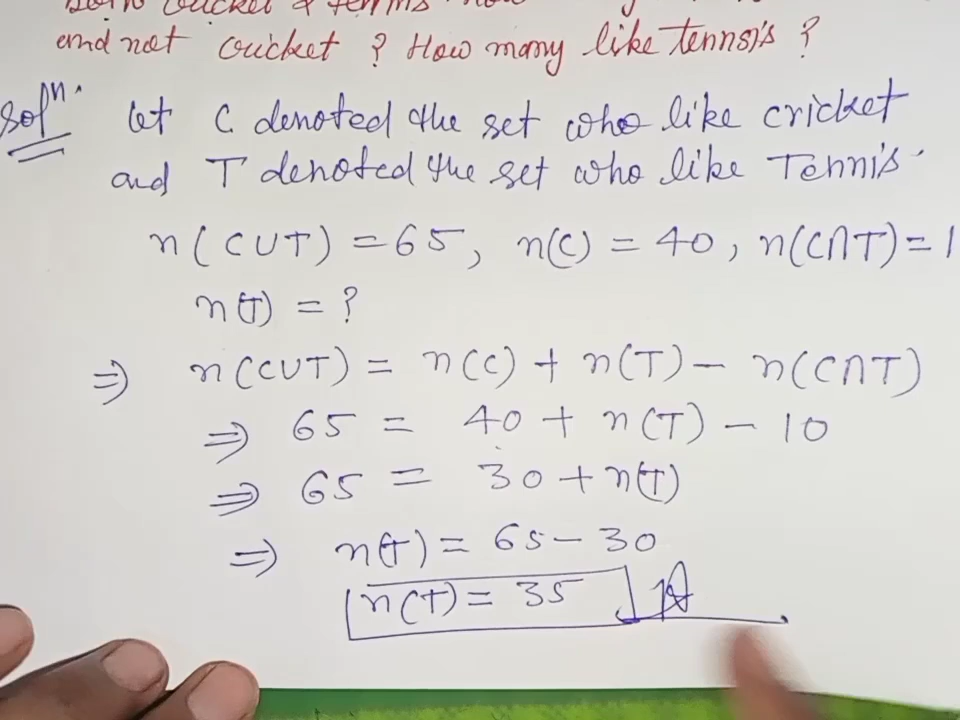 and not cricket ? How many like tennsis ?
Solⁿ. let C denoted the set who like cricket
and T denoted the set who like Tennis.
n(C∪T) = 65, n(C) = 40, n(C∩T) = 1
n(T) = ?
⇒ n(C∪T) = n(C) + n(T) - n(C∩T)
⇒ 65 = 40 + n(T) - 10
⇒ 65 = 30 + n(T)
⇒ n(T) = 65 - 30
n(T) = 35